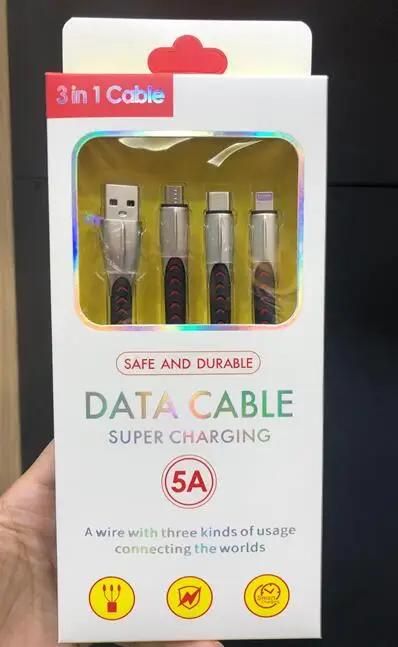 3 in 1 Cable
SAFE AND DURABLE
DATA CABLE
SUPER CHARGING
5A
A wire with three kinds of usage
connecting the worlds
Smart